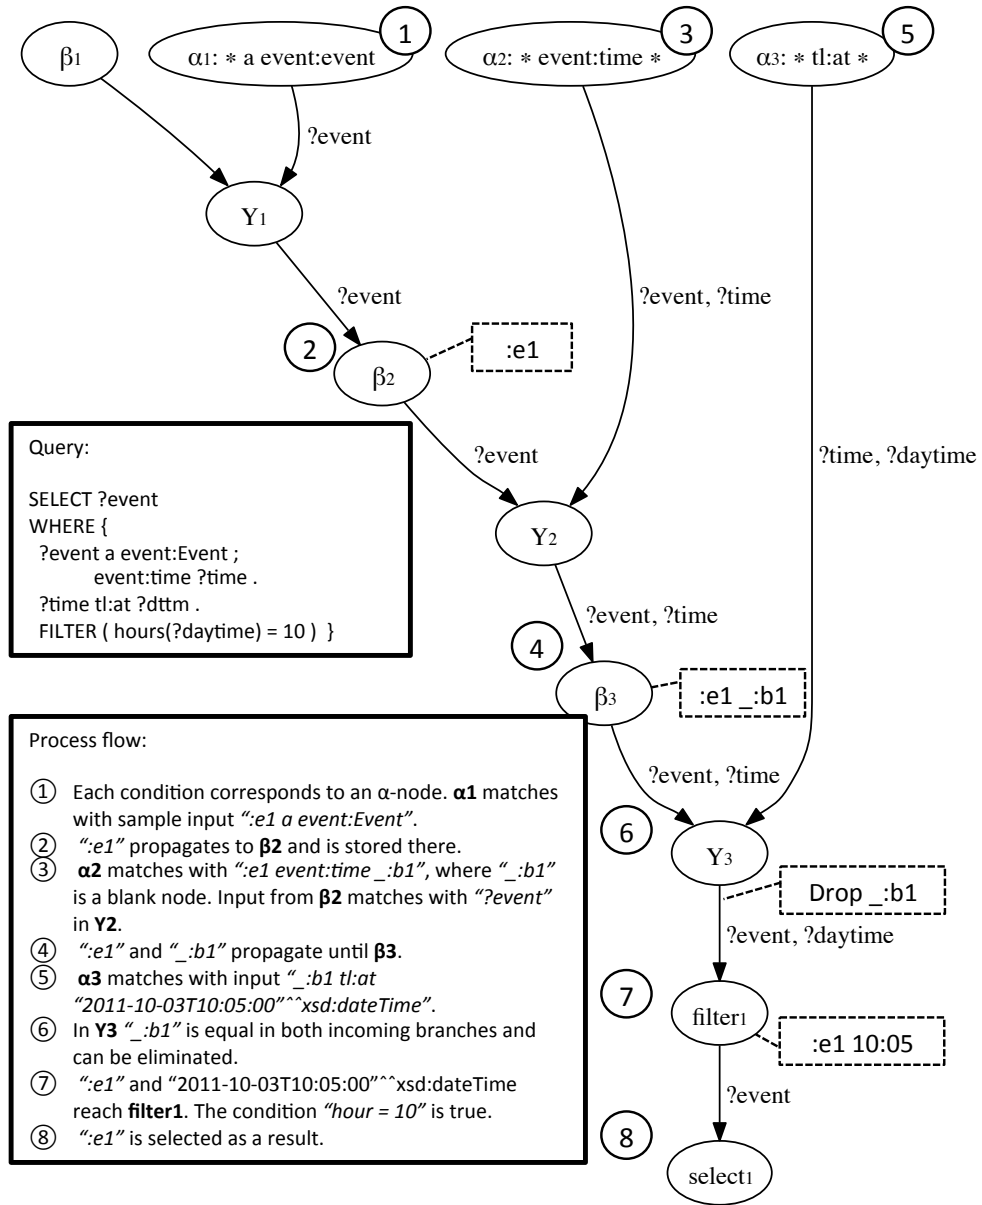 β1
α1: * a event:event
1
α2: * event:time *
3
α3: * tl:at *
5
?event
Y1
?event
?event, ?time
2
β2
:e1
?event
?time, ?daytime
Query:
SELECT ?event
WHERE {
?event a event:Event ;
event:time ?time .
?time tl:at ?dttm .
FILTER ( hours(?daytime) = 10 ) }
Y2
?event, ?time
4
β3
:e1 _:b1
?event, ?time
6
Y3
Drop _:b1
?event, ?daytime
7
filter1
:e1 10:05
?event
8
select1
Process flow:
① Each condition corresponds to an α-node. α1 matches
with sample input “:e1 a event:Event”.
② “:e1” propagates to β2 and is stored there.
③ α2 matches with “:e1 event:time _:b1”, where “_:b1”
is a blank node. Input from β2 matches with “?event”
in Y2.
④ “:e1” and “_:b1” propagate until β3.
⑤ α3 matches with input “_:b1 tl:at
“2011-10-03T10:05:00”^^xsd:dateTime”.
⑥ In Y3 “_:b1” is equal in both incoming branches and
can be eliminated.
⑦ “:e1” and “2011-10-03T10:05:00”^^xsd:dateTime
reach filter1. The condition “hour = 10” is true.
⑧ “:e1” is selected as a result.